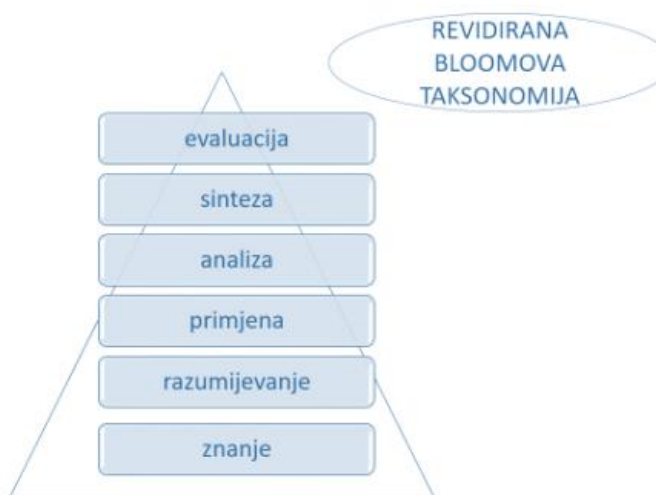 REVIDIRANA
BLOOMOVA
TAKSONOMIJA
evaluacija
sinteza
analiza
primjena
razumijevanje
znanje